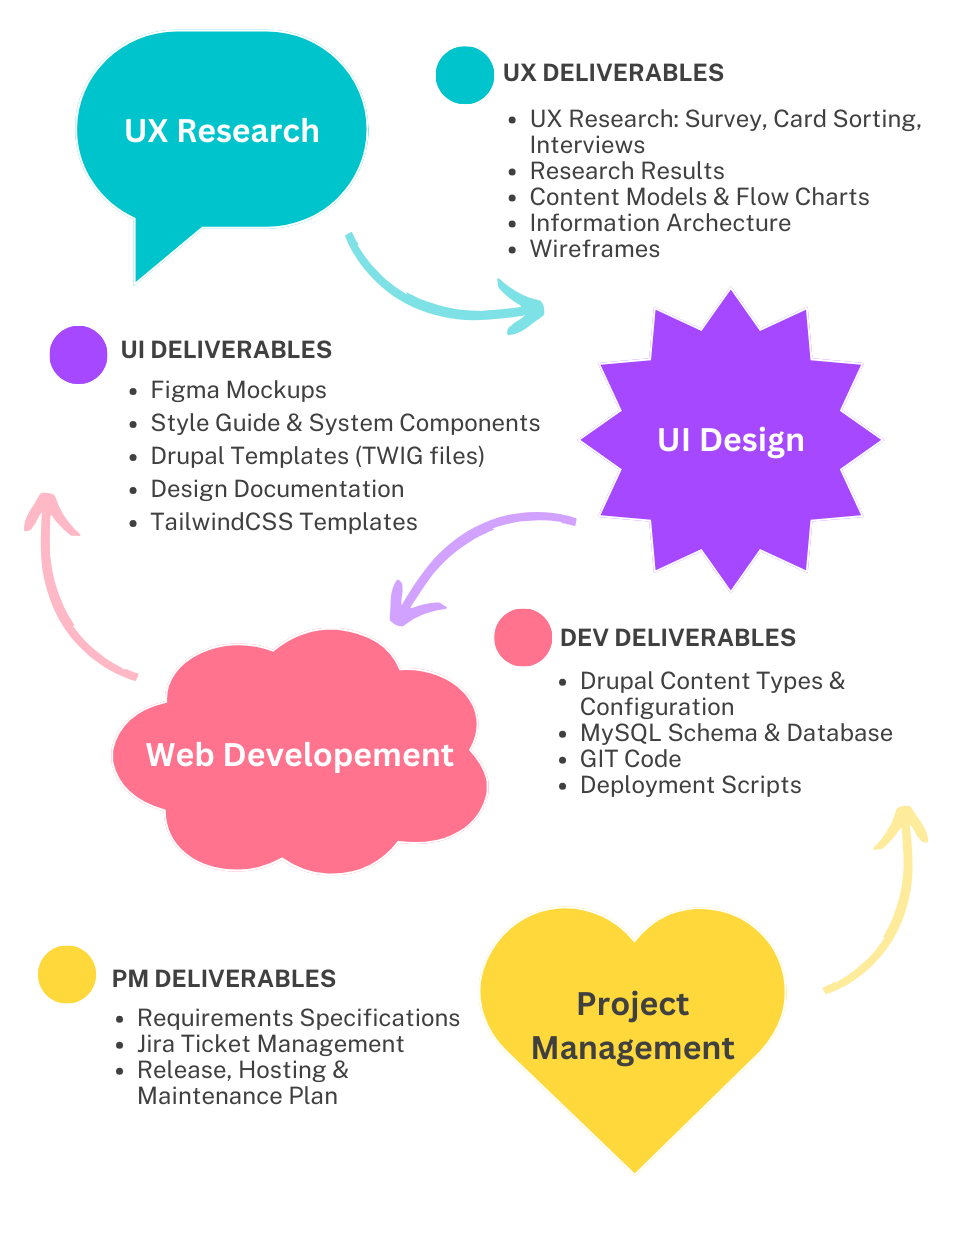 UX Research
UX DELIVERABLES
• UX Research: Survey, Card Sorting,
Interviews
• Research Results
• Content Models & Flow Charts
• Information Archecture
• Wireframes
UI DELIVERABLES
• Figma Mockups
• Style Guide & System Components
• Drupal Templates (TWIG files)
• Design Documentation
• TailwindCSS Templates
UI Design
Web Developement
DEV DELIVERABLES
• Drupal Content Types &
Configuration
• MySQL Schema & Database
• GIT Code
• Deployment Scripts
PM DELIVERABLES
• Requirements Specifications
• Jira Ticket Management
• Release, Hosting &
Maintenance Plan
Project
Management